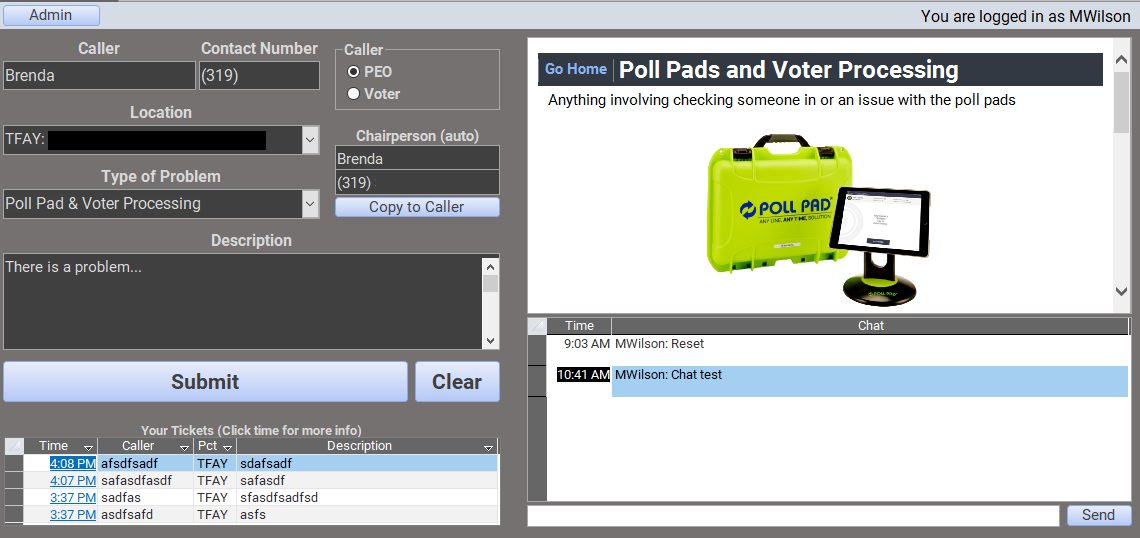 Admin
You are logged in as MWilson
Caller
Contact Number
Brenda
(319)
Caller
PEO
Voter
Location
TFAY:
Chairperson (auto)
Brenda
(319)
Copy to Caller
Type of Problem
Poll Pad & Voter Processing
Description
There is a problem...
Submit
Clear
Your Tickets (Click time for more info)
Time Caller Pct Description
4:08 PM afsdfsadf TFAY sdafsadf
4:07 PM safasdfasdf TFAY safasdf
3:37 PM sadfas TFAY sfasdfsadfsd
3:37 PM asdfsafd TFAY asfs
Go Home Poll Pads and Voter Processing
Anything involving checking someone in or an issue with the poll pads
POLL PAD
ANY LINE, ANY TIME, SOLUTION
POLL PAD
Time Chat
9:03 AM MWilson: Reset
10:41 AM MWilson: Chat test
Send